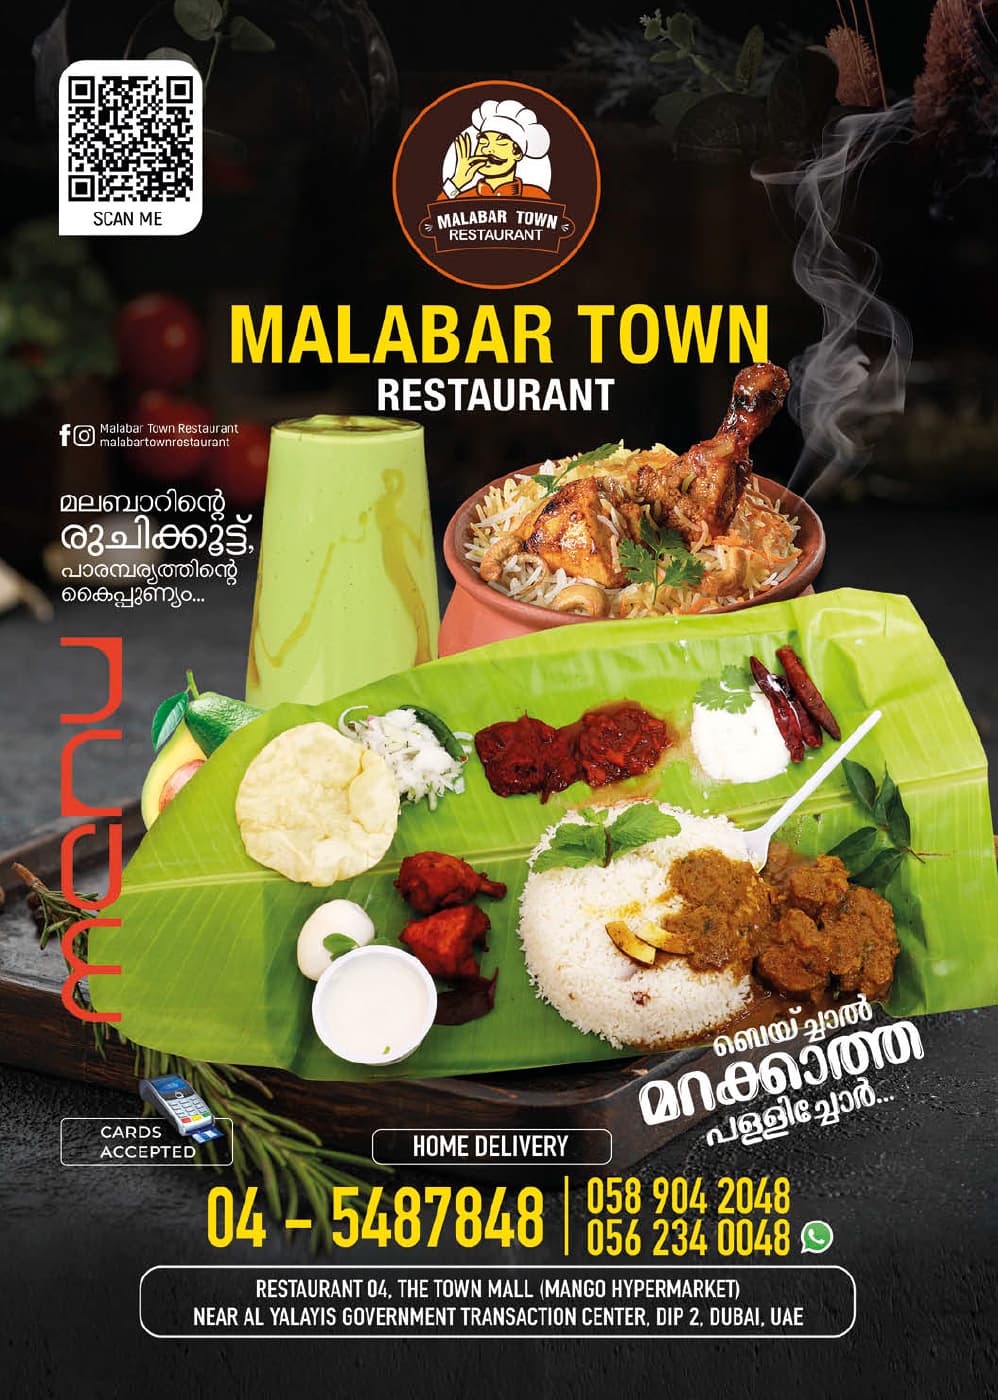 SCAN ME
MALABAR TOWN
RESTAURANT
MALABAR TOWN
RESTAURANT
Malabar Town Restaurant
malabartownrostaurant
മലബാറിന്റെ
രുചിക്കൂട്ട്,
പാരമ്പര്യത്തിന്റെ
കൈപ്പുണ്യം...
menu
ബെയ്ച്ചാൽ
മറക്കാത്ത
പള്ളിച്ചോർ...
CARDS
ACCEPTED
HOME DELIVERY
04 - 5487848
058 904 2048
056 234 0048
RESTAURANT 04, THE TOWN MALL (MANGO HYPERMARKET)
NEAR AL YALAYIS GOVERNMENT TRANSACTION CENTER, DIP 2, DUBAI, UAE